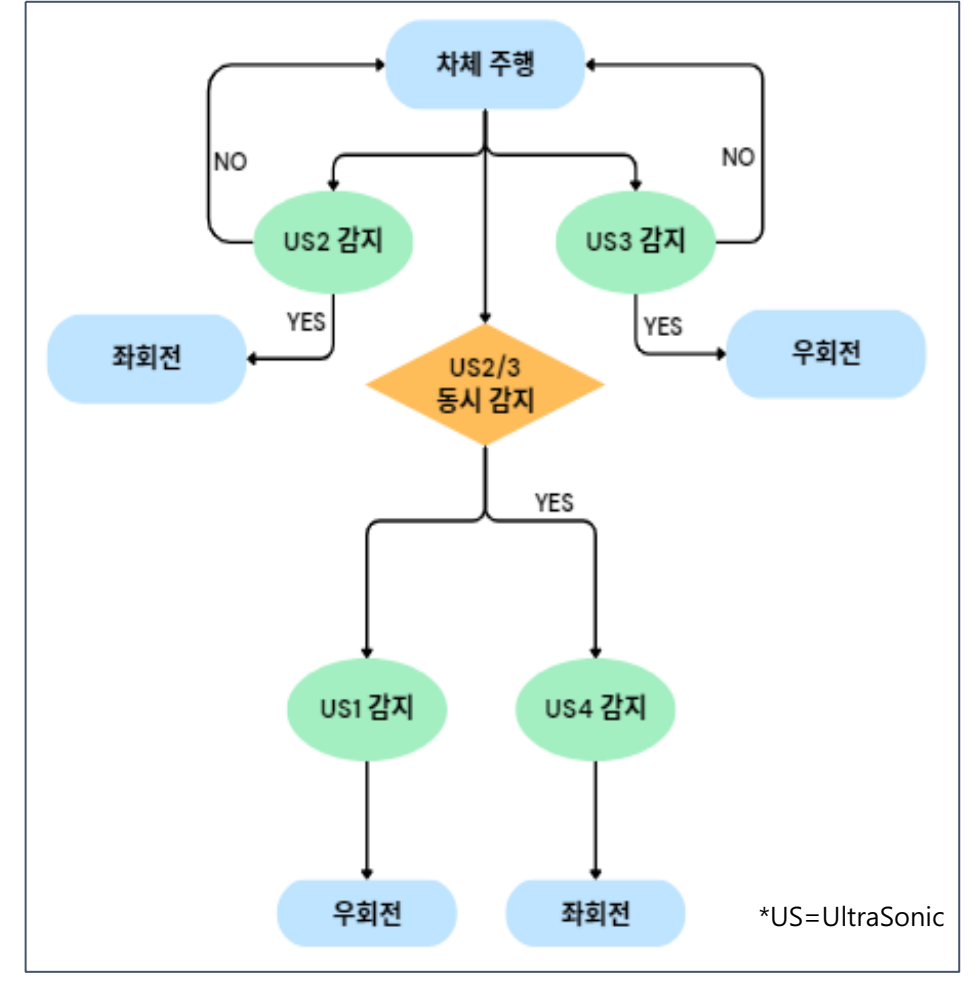 차체 주행
NO
NO
US2 감지
US3 감지
YES
YES
좌회전
우회전
US2/3
동시 감지
YES
US1 감지
US4 감지
우회전
좌회전
*US=UltraSonic